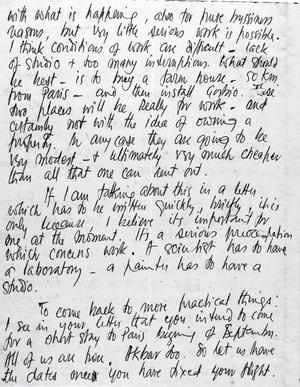 with what is happening, also for pure bussiness
reasons, but very little serious work is possible.
I think conditions of work are difficult - lack
of studio + too many interruptions. What should
be best - is to buy a farm house - 50 km
from Paris - and then install Gorbio. These
two places will be really for work - and
certainly not with the idea of owning a
property. In any case they are going to be
very modest - + ultimately very much cheaper
than all that one can rent out.
If I am talking about this in a letter
which has to be written quickly, briefly, it is
only because I believe it's important for
one at the moment. It's a serious preoccupation
which concerns work. A scientist has to have
a laboratory - a painter has to have a
studio.
To come back to more practical things:
I see in your letter that you intend to come
for a short stay to Paris begining of September.
All of us are here. Akbar too. So let us have
the dates once you have fixed your flight.